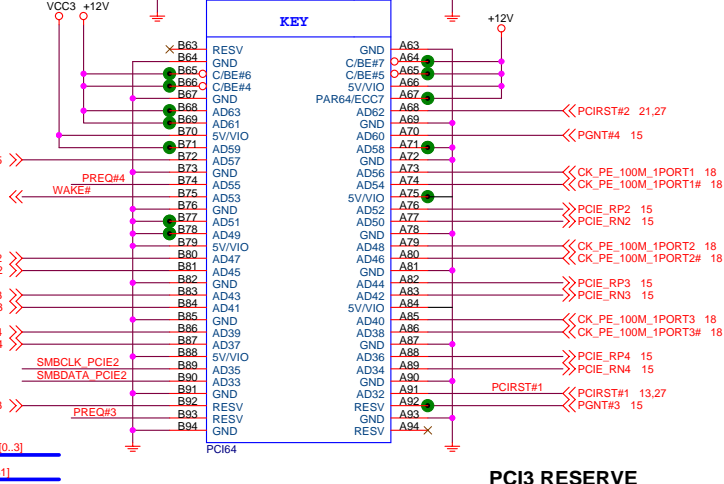 VCC3 +12V
KEY
+12V
B63 RESV GND A63
B64 GND C/BE#7 A64
B65 C/BE#6 C/BE#5 A65
B66 C/BE#4 5V/VIO A66
B67 GND PAR64/ECC7 A67
B68 AD63 AD62 A68 PCIRST#2 21,27
B69 AD61 GND A69
B70 5V/VIO AD60 A70 PGNT#4 15
B71 AD59 AD58 A71
B72 AD57 GND A72
B73 GND AD56 A73 CK_PE_100M_1PORT1 18
PREQ#4 B74 AD55 AD54 A74 CK_PE_100M_1PORT1# 18
WAKE# B75 AD53 5V/VIO A75
B76 GND AD52 A76 PCIE_RP2 15
B77 AD51 AD50 A77 PCIE_RN2 15
B78 AD49 GND A78
B79 5V/VIO AD48 A79 CK_PE_100M_1PORT2 18
B80 AD47 AD46 A80 CK_PE_100M_1PORT2# 18
B81 AD45 GND A81
B82 GND AD44 A82 PCIE_RP3 15
B83 AD43 AD42 A83 PCIE_RN3 15
B84 AD41 5V/VIO A84
B85 GND AD40 A85 CK_PE_100M_1PORT3 18
B86 AD39 AD38 A86 CK_PE_100M_1PORT3# 18
B87 AD37 GND A87
B88 5V/VIO AD36 A88 PCIE_RP4 15
SMBCLK_PCIE2 B89 AD35 AD34 A89 PCIE_RN4 15
SMBDATA_PCIE2 B90 AD33 GND A90
B91 GND AD32 A91 PCIRST#1 PCIRST#1 13,27
B92 RESV RESV A92 PGNT#3 15
PREQ#3 B93 RESV GND A93
B94 GND RESV A94
PCI64
[0..3]
1]
PCI3 RESERVE